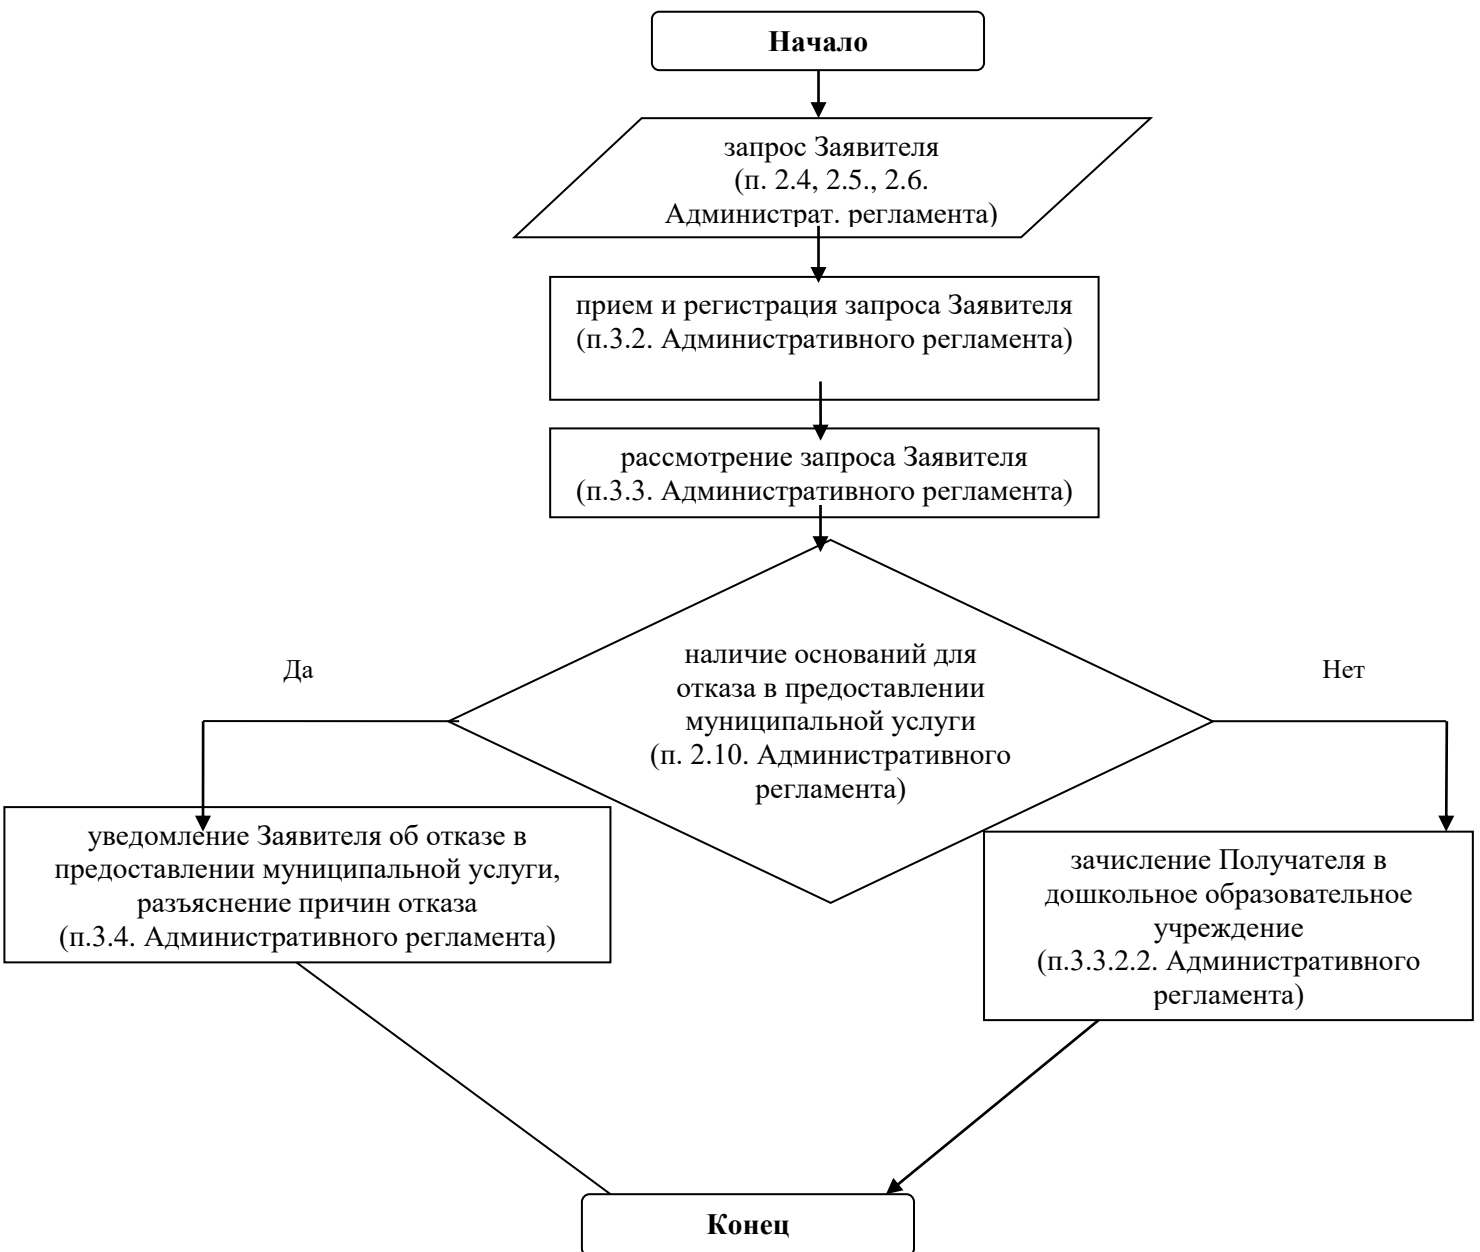 Начало
запрос Заявителя
(п. 2.4, 2.5., 2.6.
Администрат. регламента)
прием и регистрация запроса Заявителя
(п.3.2. Административного регламента)
рассмотрение запроса Заявителя
(п.3.3. Административного регламента)
Да
Нет
наличие оснований для
отказа в предоставлении
муниципальной услуги
(п. 2.10. Административного
регламента)
уведомление Заявителя об отказе в
предоставлении муниципальной услуги,
разъяснение причин отказа
(п.3.4. Административного регламента)
зачисление Получателя в
дошкольное образовательное
учреждение
(п.3.3.2.2. Административного
регламента)
Конец